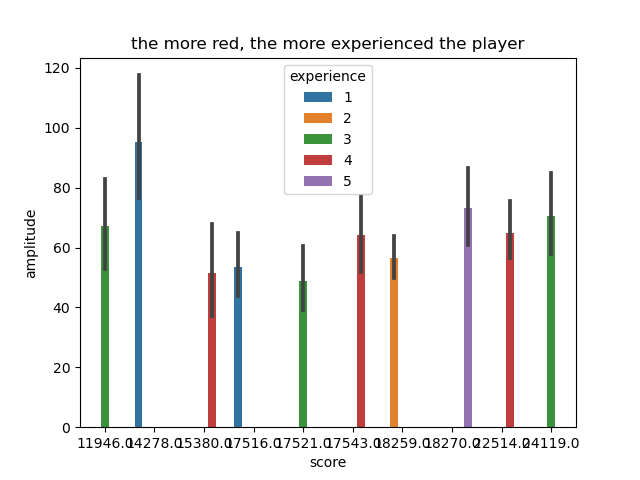 the more red, the more experienced the player
experience
1
2
3
4
5
120
100
80
60
40
20
0
amplitude
11946.0 14278.0 15380.0 17516.0 17521.0 17543.0 18259.0 18270.0 22514.0 24119.0
score